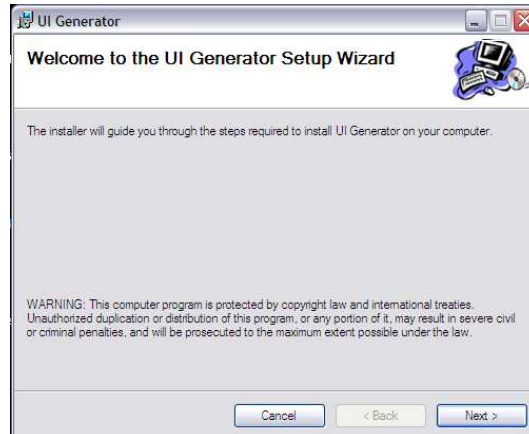 UI Generator
Welcome to the UI Generator Setup Wizard
The installer will guide you through the steps required to install UI Generator on your computer.
WARNING: This computer program is protected by copyright law and international treaties.
Unauthorized duplication or distribution of this program, or any portion of it, may result in severe civil
or criminal penalties, and will be prosecuted to the maximum extent possible under the law.
Cancel < Back Next >